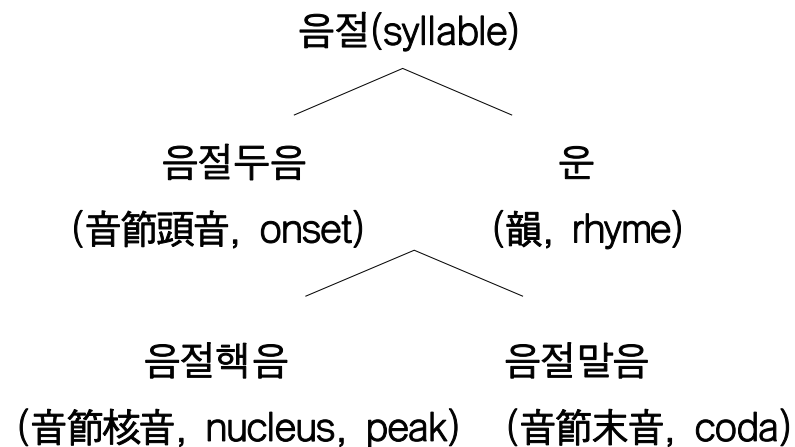 음절(syllable)
음절두음 운
(音節頭音, onset) (韻, rhyme)
음절핵음 음절말음
(音節核音, nucleus, peak) (音節末音, coda)